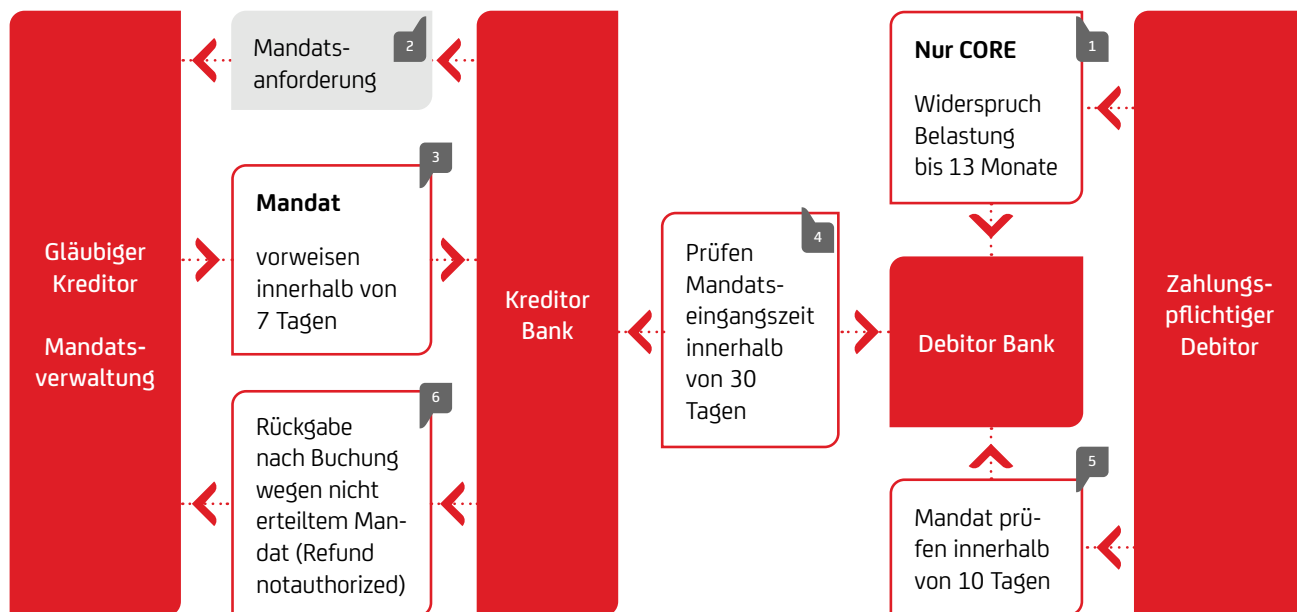 Gläubiger
Kreditor
Mandats-
verwaltung
2
Mandats-
anforderung
3
Mandat
vorweisen
innerhalb von
7 Tagen
6
Rückgabe
nach Buchung
wegen nicht
erteiltem Man-
dat (Refund
notauthorized)
Kreditor
Bank
4
Prüfen
Mandats-
eingangszeit
innerhalb
von 30
Tagen
1
Nur CORE
Widerspruch
Belastung
bis 13 Monate
Debitor Bank
5
Mandat prü-
fen innerhalb
von 10 Tagen
Zahlungs-
pflichtiger
Debitor